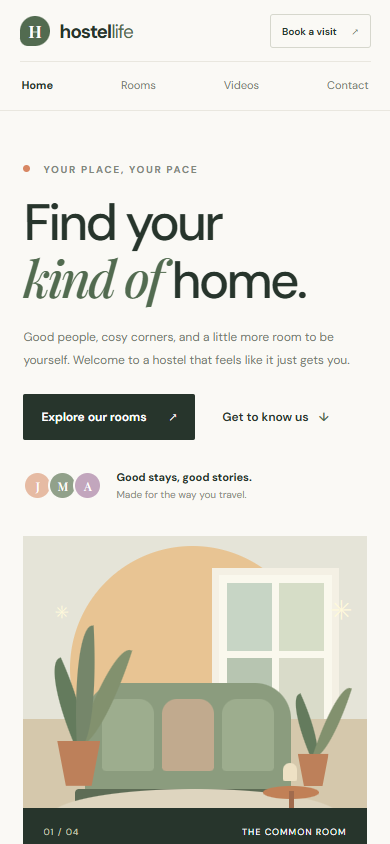 H hostellife
Book a visit ↗
Home Rooms Videos Contact
YOUR PLACE, YOUR PACE
Find your
kind of home.
Good people, cosy corners, and a little more room to be
yourself. Welcome to a hostel that feels like it just gets you.
Explore our rooms ↗ Get to know us ↓
J M A
Good stays, good stories.
Made for the way you travel.
01 / 04 THE COMMON ROOM